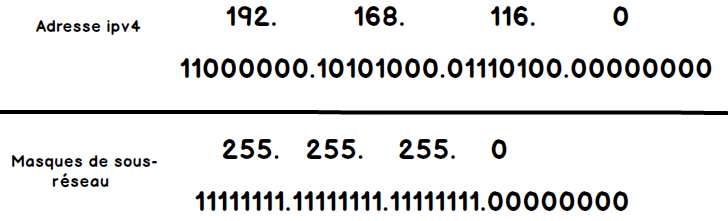 Adresse ipv4
192. 168. 116. 0
11000000.10101000.01110100.00000000
Masques de sous-
réseau
255. 255. 255. 0
11111111.11111111.11111111.00000000